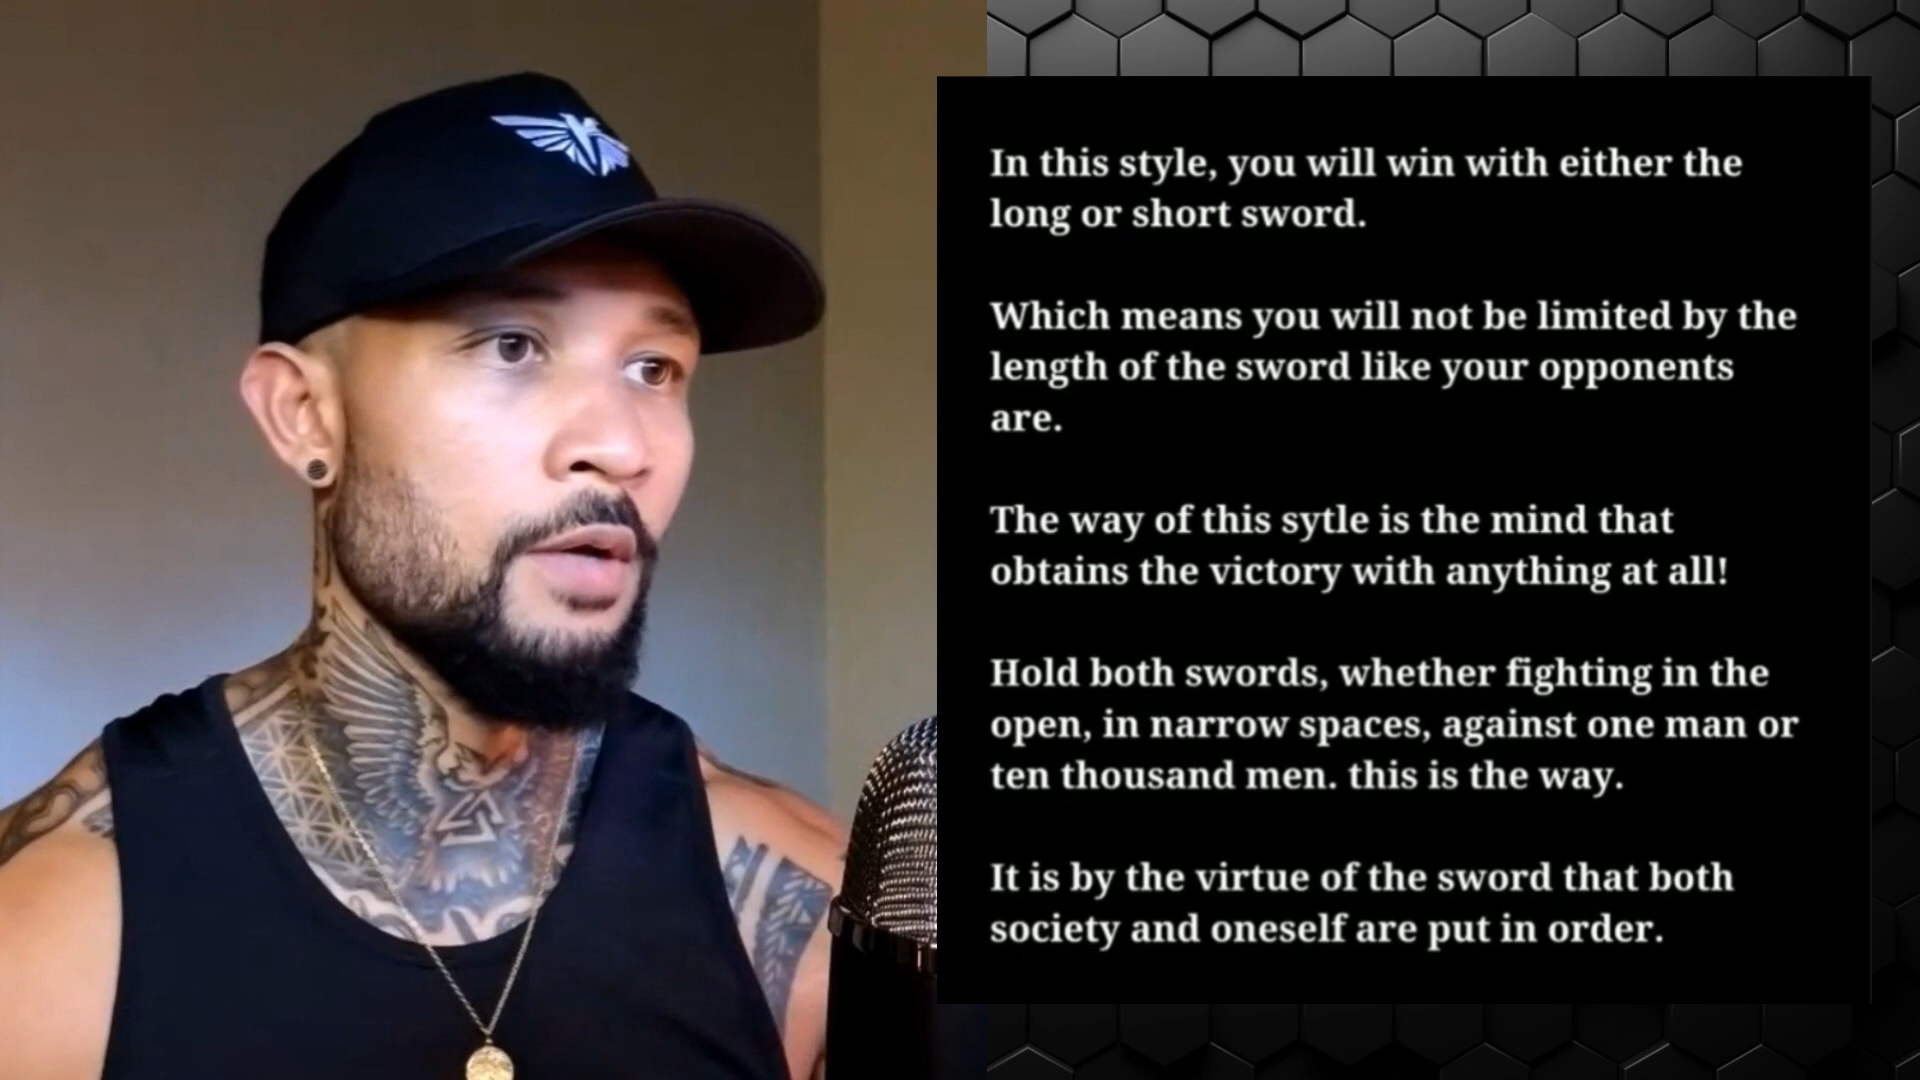 In this style, you will win with either the
long or short sword.
Which means you will not be limited by the
length of the sword like your opponents
are.
The way of this sytle is the mind that
obtains the victory with anything at all!
Hold both swords, whether fighting in the
open, in narrow spaces, against one man or
ten thousand men. this is the way.
It is by the virtue of the sword that both
society and oneself are put in order.